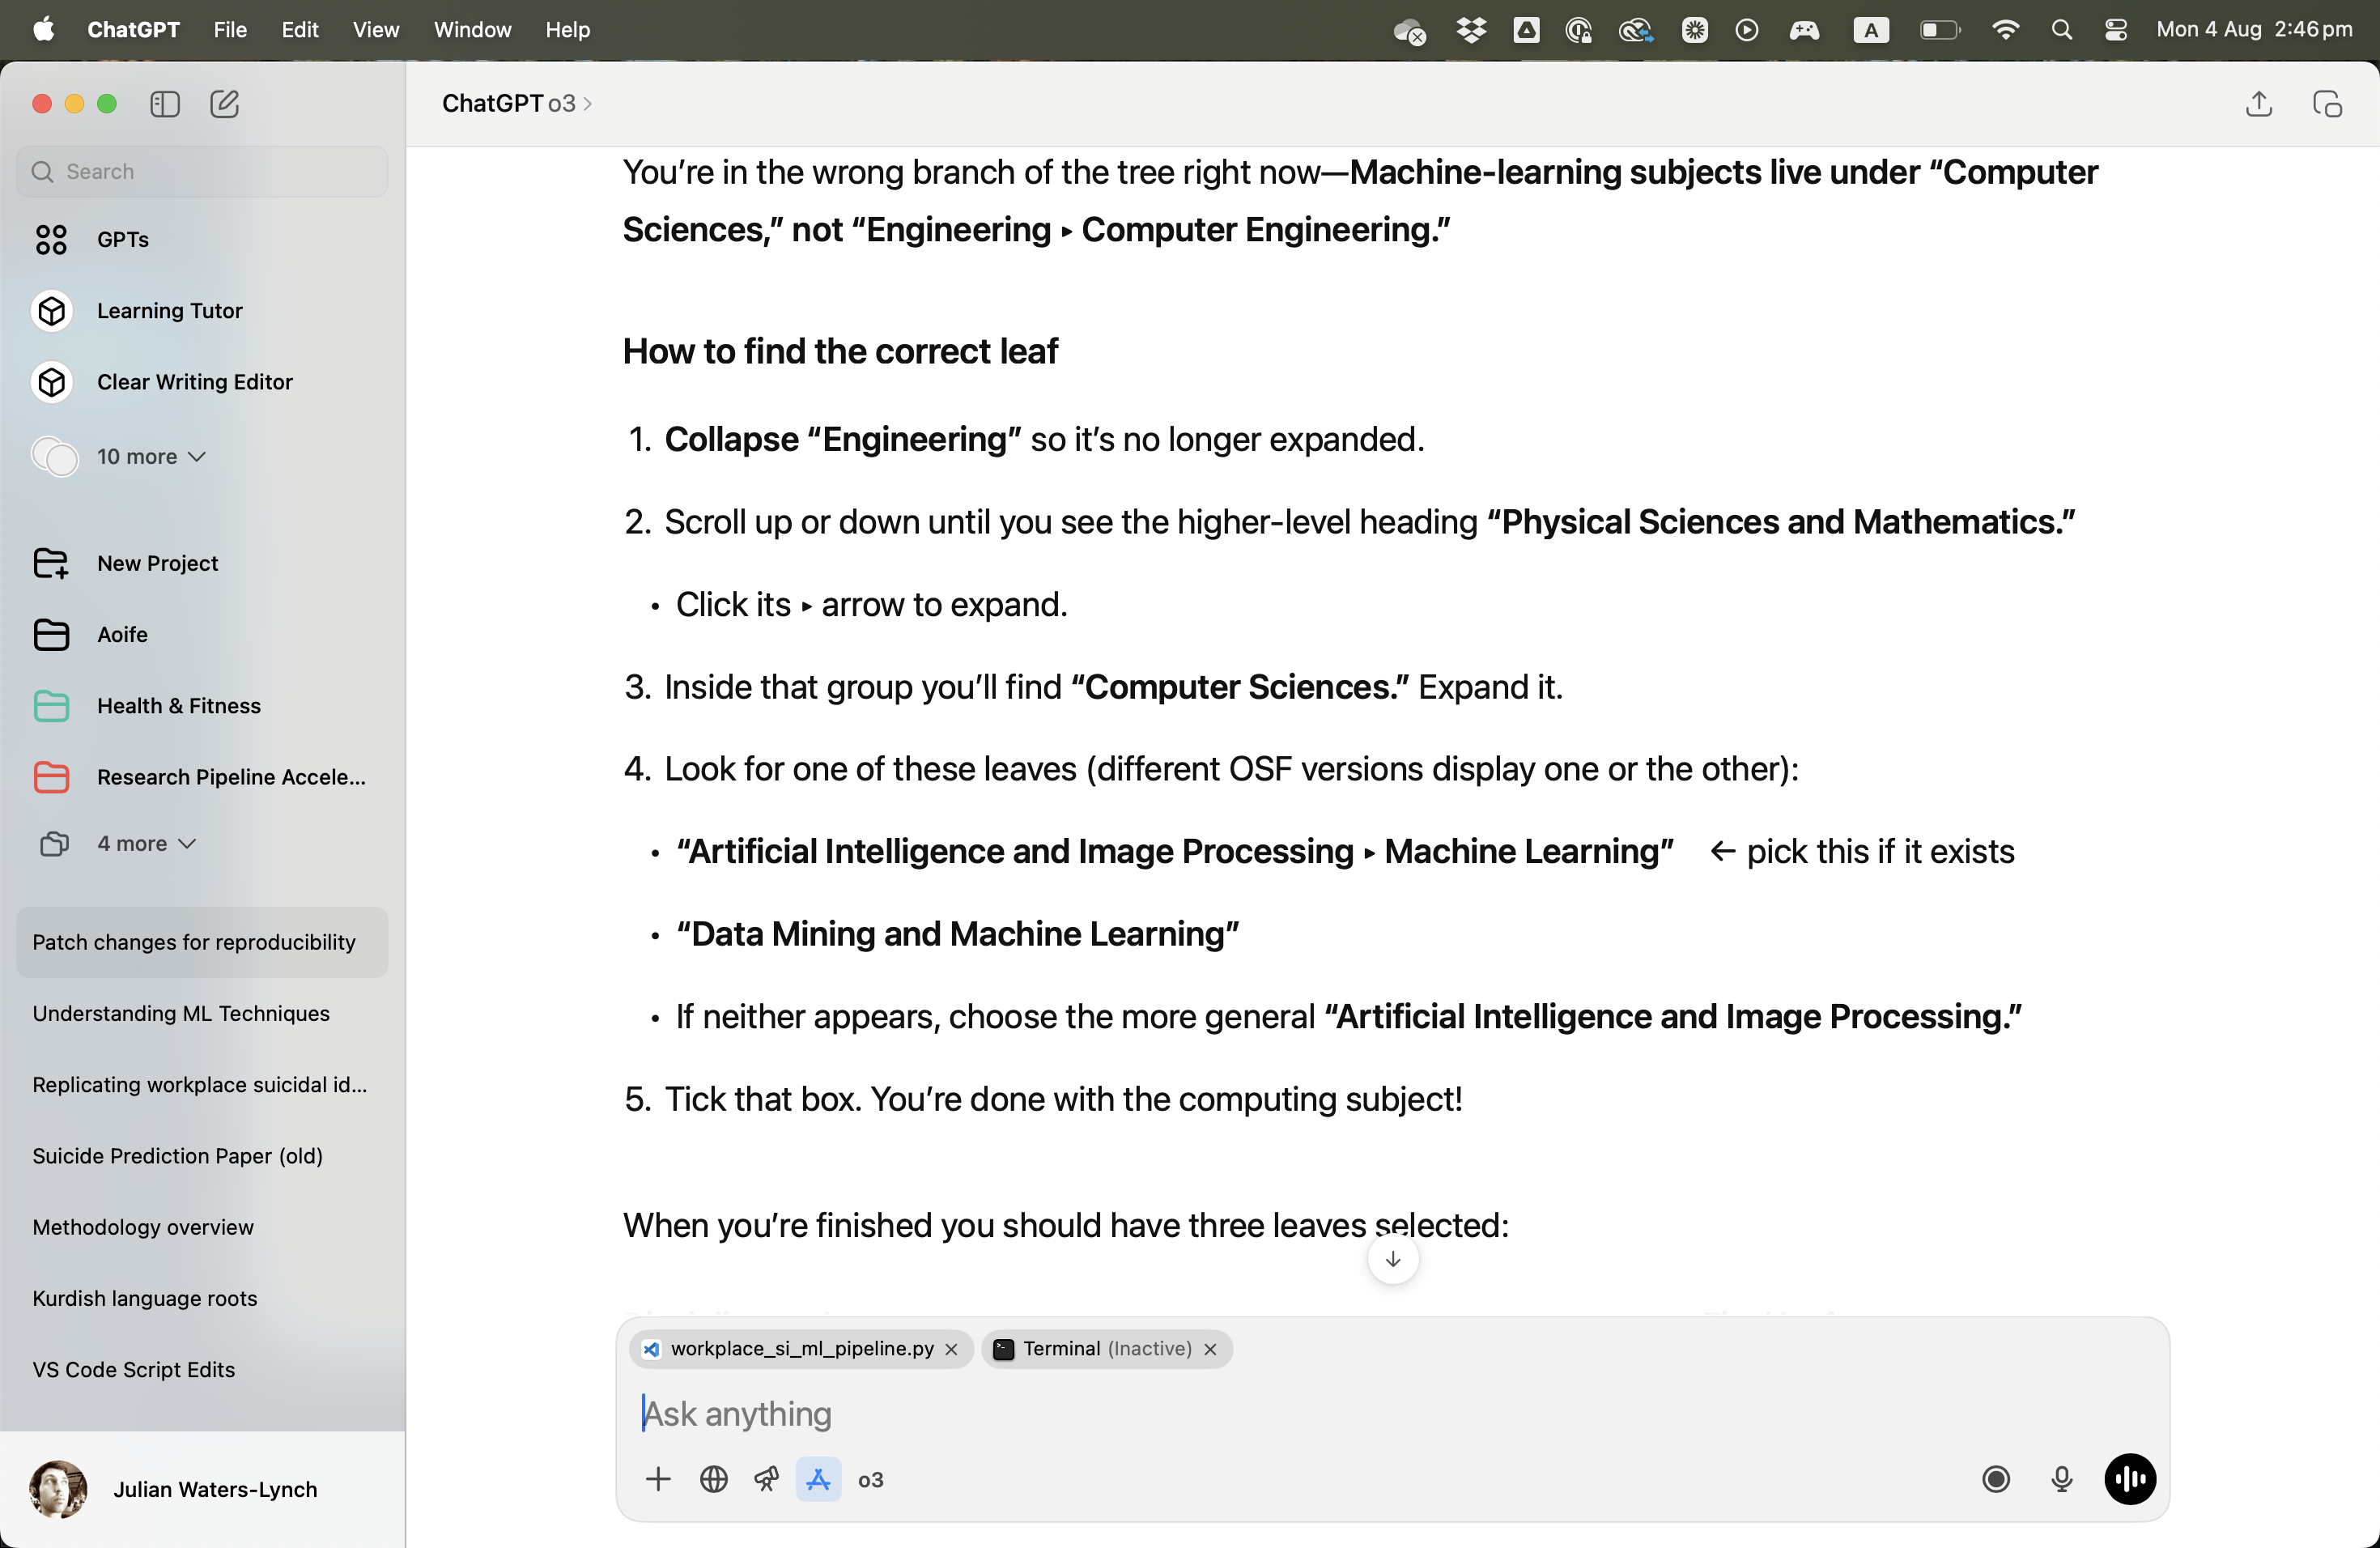 ChatGPT File Edit View Window Help A Mon 4 Aug 2:46 pm
Search
GPTs
Learning Tutor
Clear Writing Editor
10 more
New Project
Aoife
Health & Fitness
Research Pipeline Accele...
4 more
Patch changes for reproducibility
Understanding ML Techniques
Replicating workplace suicidal id...
Suicide Prediction Paper (old)
Methodology overview
Kurdish language roots
VS Code Script Edits
Julian Waters-Lynch
ChatGPT o3 >
You’re in the wrong branch of the tree right now—Machine-learning subjects live under “Computer
Sciences,” not “Engineering ▸ Computer Engineering.”
How to find the correct leaf
1. Collapse “Engineering” so it’s no longer expanded.
2. Scroll up or down until you see the higher-level heading “Physical Sciences and Mathematics.”
• Click its ▸ arrow to expand.
3. Inside that group you’ll find “Computer Sciences.” Expand it.
4. Look for one of these leaves (different OSF versions display one or the other):
• “Artificial Intelligence and Image Processing ▸ Machine Learning” ← pick this if it exists
• “Data Mining and Machine Learning”
• If neither appears, choose the more general “Artificial Intelligence and Image Processing.”
5. Tick that box. You’re done with the computing subject!
When you’re finished you should have three leaves selected:
workplace_si_ml_pipeline.py × Terminal (Inactive) ×
Ask anything
o3